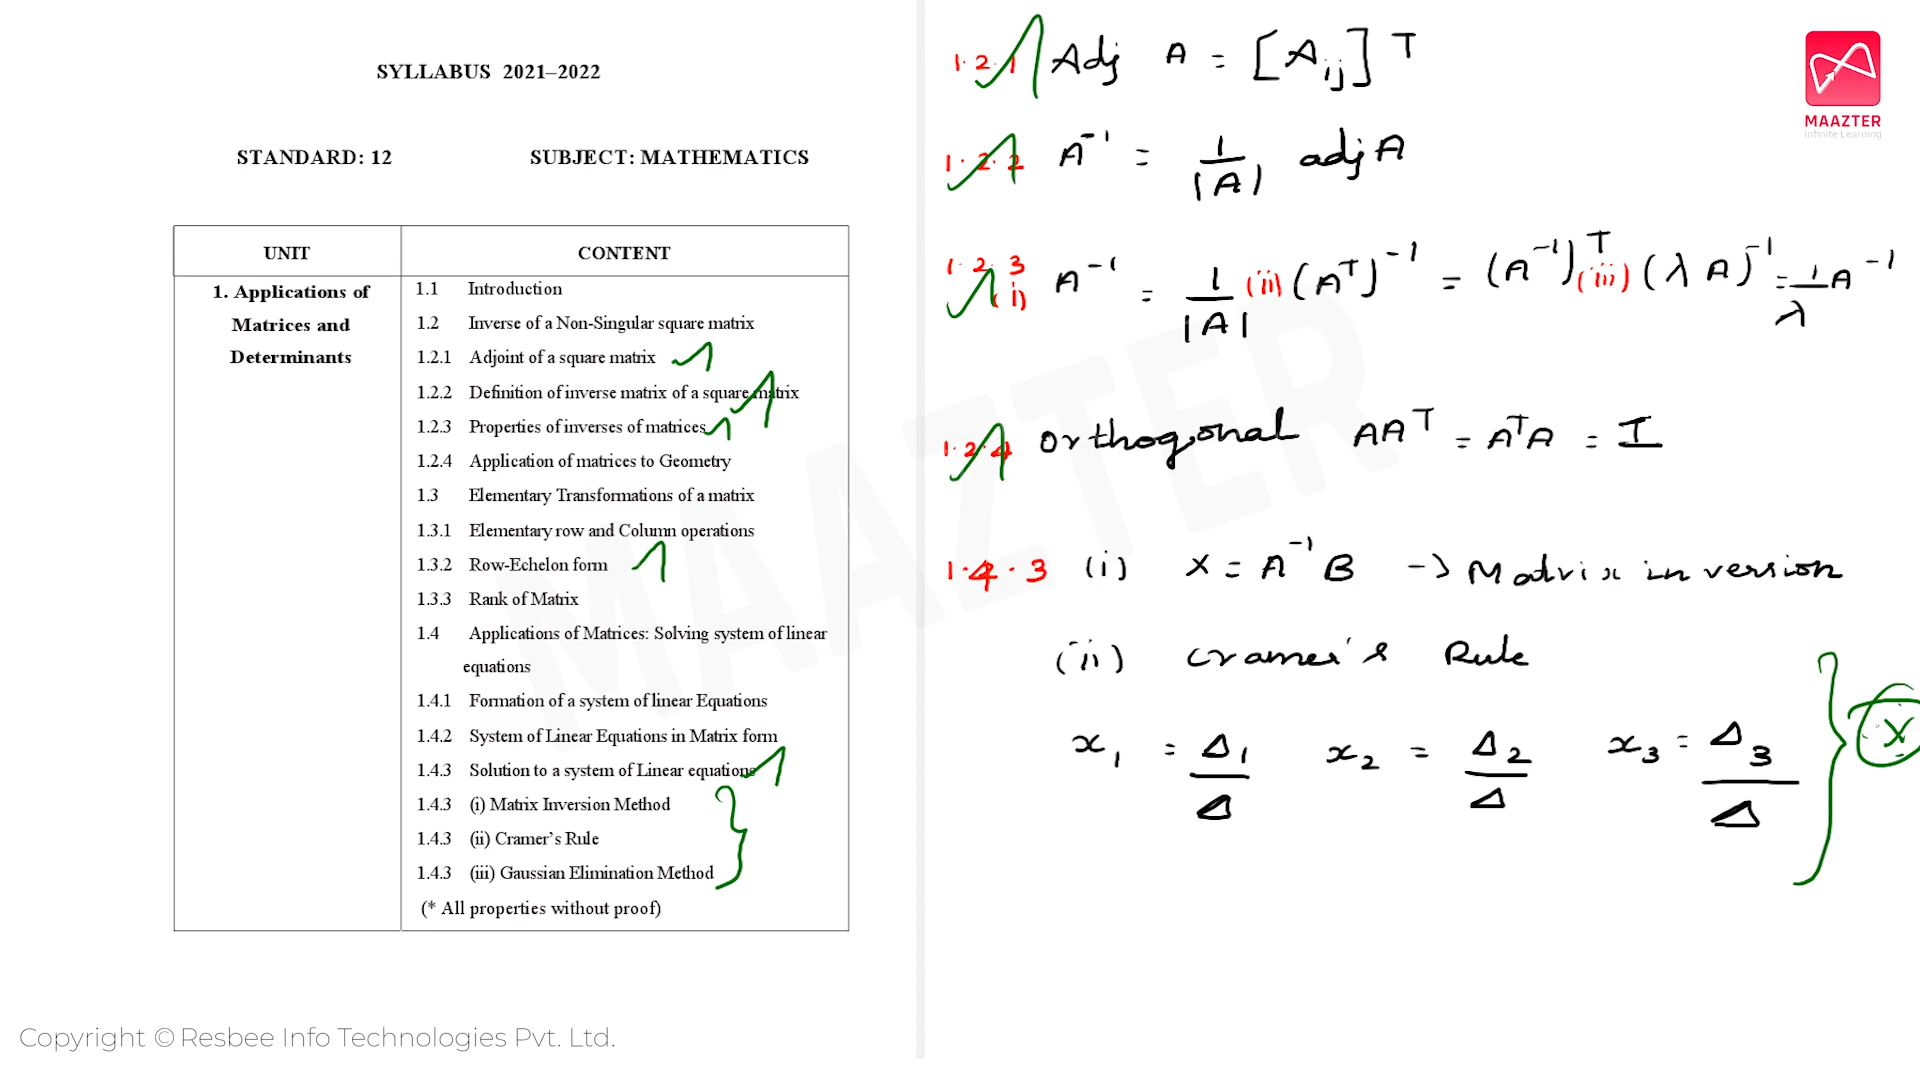 SYLLABUS 2021–2022
STANDARD: 12 SUBJECT: MATHEMATICS
UNIT CONTENT
1. Applications of Matrices and Determinants
1.1 Introduction
1.2 Inverse of a Non-Singular square matrix
1.2.1 Adjoint of a square matrix
1.2.2 Definition of inverse matrix of a square matrix
1.2.3 Properties of inverses of matrices
1.2.4 Application of matrices to Geometry
1.3 Elementary Transformations of a matrix
1.3.1 Elementary row and Column operations
1.3.2 Row-Echelon form
1.3.3 Rank of Matrix
1.4 Applications of Matrices: Solving system of linear
equations
1.4.1 Formation of a system of linear Equations
1.4.2 System of Linear Equations in Matrix form
1.4.3 Solution to a system of Linear equations
1.4.3 (i) Matrix Inversion Method
1.4.3 (ii) Cramer's Rule
1.4.3 (iii) Gaussian Elimination Method
(* All properties without proof)
1.2.1 Adj A = [A_ij]^T
1.2.2 A^-1 = 1/|A| adj A
1.2.3 (i) A^-1 = 1/|A| (ii) (A^T)^-1 = (A^-1)^T (iii) (λ A)^-1 = 1/λ A^-1
1.2.4 Orthogonal AA^T = A^TA = I
1.4.3 (i) X = A^-1 B -> Matrix inversion
(ii) Cramer's Rule
x_1 = Δ_1/Δ x_2 = Δ_2/Δ x_3 = Δ_3/Δ
X
MAAZTER
Infinite Learning
MAAZTER
Copyright © Resbee Info Technologies Pvt. Ltd.